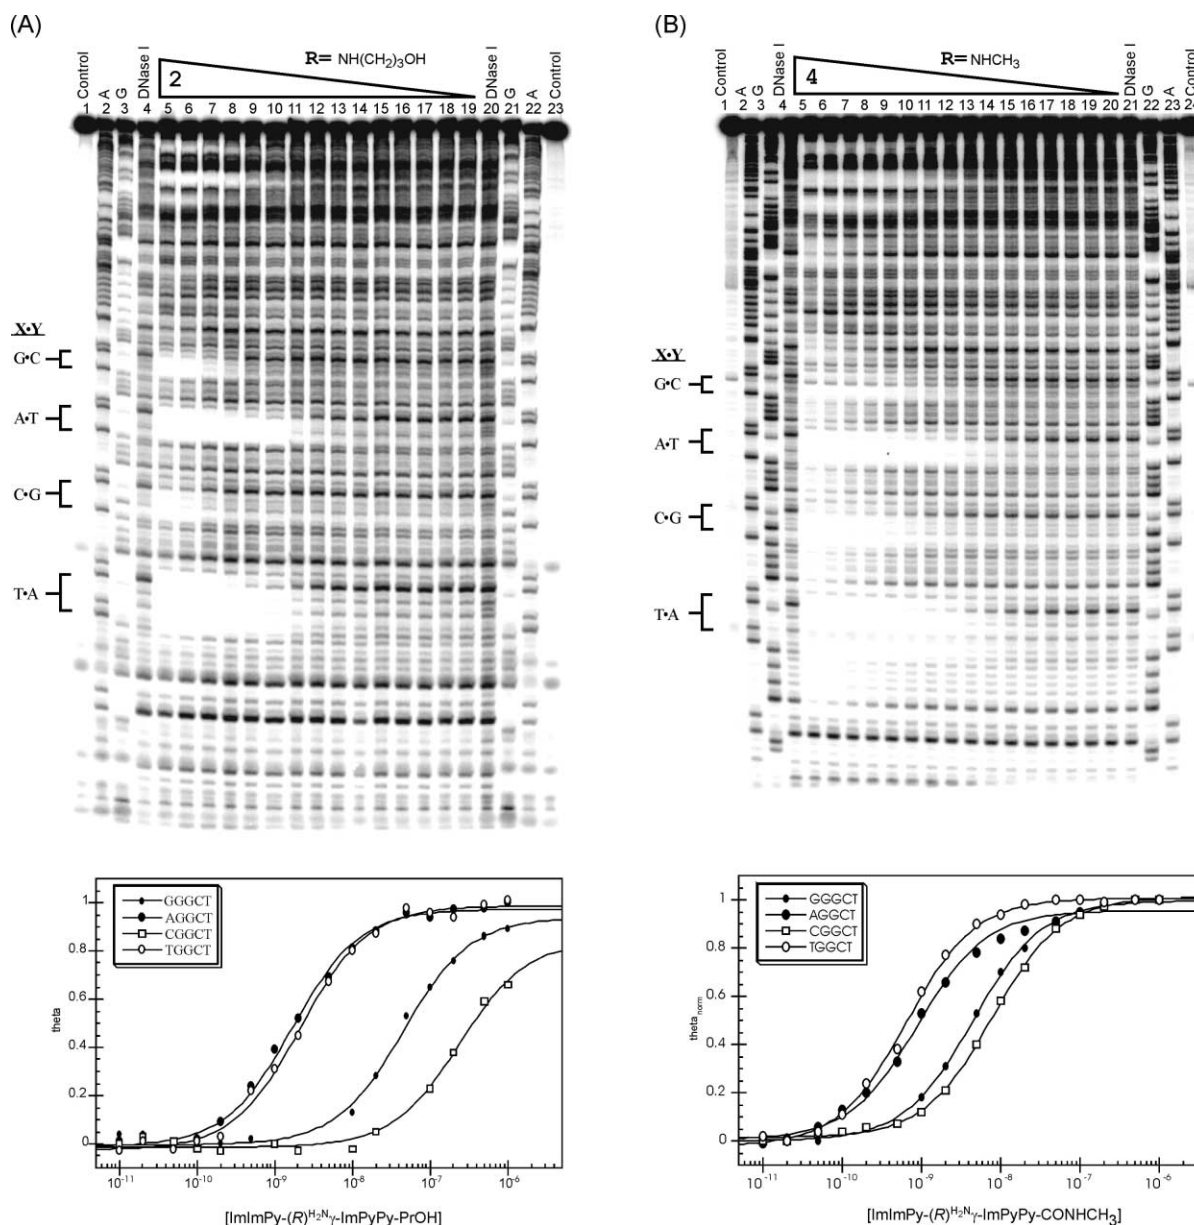 (A)
Control
A
G
DNase I
2
R= NH(CH₂)₃OH
DNase I
G
A
Control
1 2 3 4 5 6 7 8 9 10 11 12 13 14 15 16 17 18 19 20 21 22 23
X•Y
G•C
A•T
C•G
T•A
GGGCT
AGGCT
CGGCT
TGGCT
theta
1
0.8
0.6
0.4
0.2
0
10⁻¹¹ 10⁻¹⁰ 10⁻⁹ 10⁻⁸ 10⁻⁷ 10⁻⁶
[ImImPy-(R)ᴴ²ᴺγ-ImPyPy-PrOH]
(B)
Control
A
G
DNase I
4
R= NHCH₃
DNase I
G
A
Control
1 2 3 4 5 6 7 8 9 10 11 12 13 14 15 16 17 18 19 20 21 22 23 24
X•Y
G•C
A•T
C•G
T•A
GGGCT
AGGCT
CGGCT
TGGCT
theta norm
1
0.8
0.6
0.4
0.2
0
10⁻¹¹ 10⁻¹⁰ 10⁻⁹ 10⁻⁸ 10⁻⁷ 10⁻⁶
[ImImPy-(R)ᴴ²ᴺγ-ImPyPy-CONHCH₃]